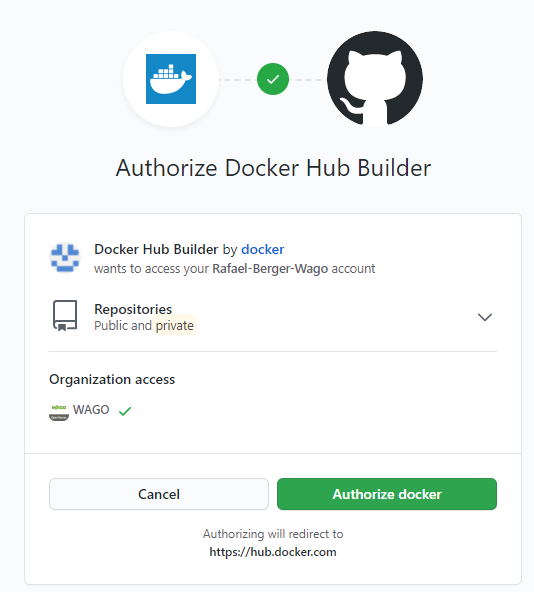 Authorize Docker Hub Builder
Docker Hub Builder by docker
wants to access your Rafael-Berger-Wago account
Repositories
Public and private
Organization access
WAGO
Cancel
Authorize docker
Authorizing will redirect to
https://hub.docker.com